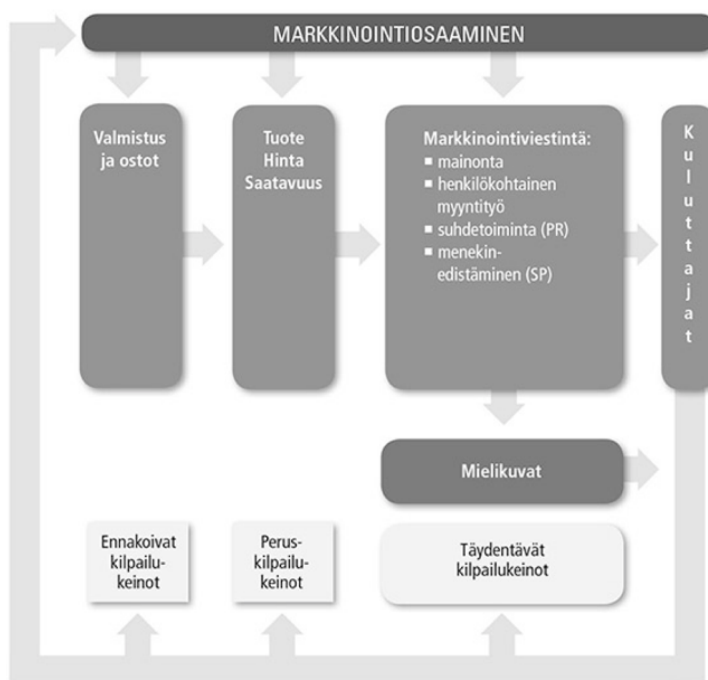 MARKKINOINTIOSAAMINEN
Valmistus
ja ostot
Tuote
Hinta
Saatavuus
Markkinointiviestintä:
▪ mainonta
▪ henkilökohtainen
myyntityö
▪ suhdetoiminta (PR)
▪ menekin-
edistäminen (SP)
Kuluttajat
Mielikuvat
Ennakoivat
kilpailu-
keinot
Perus-
kilpailu-
keinot
Täydentävät
kilpailukeinot